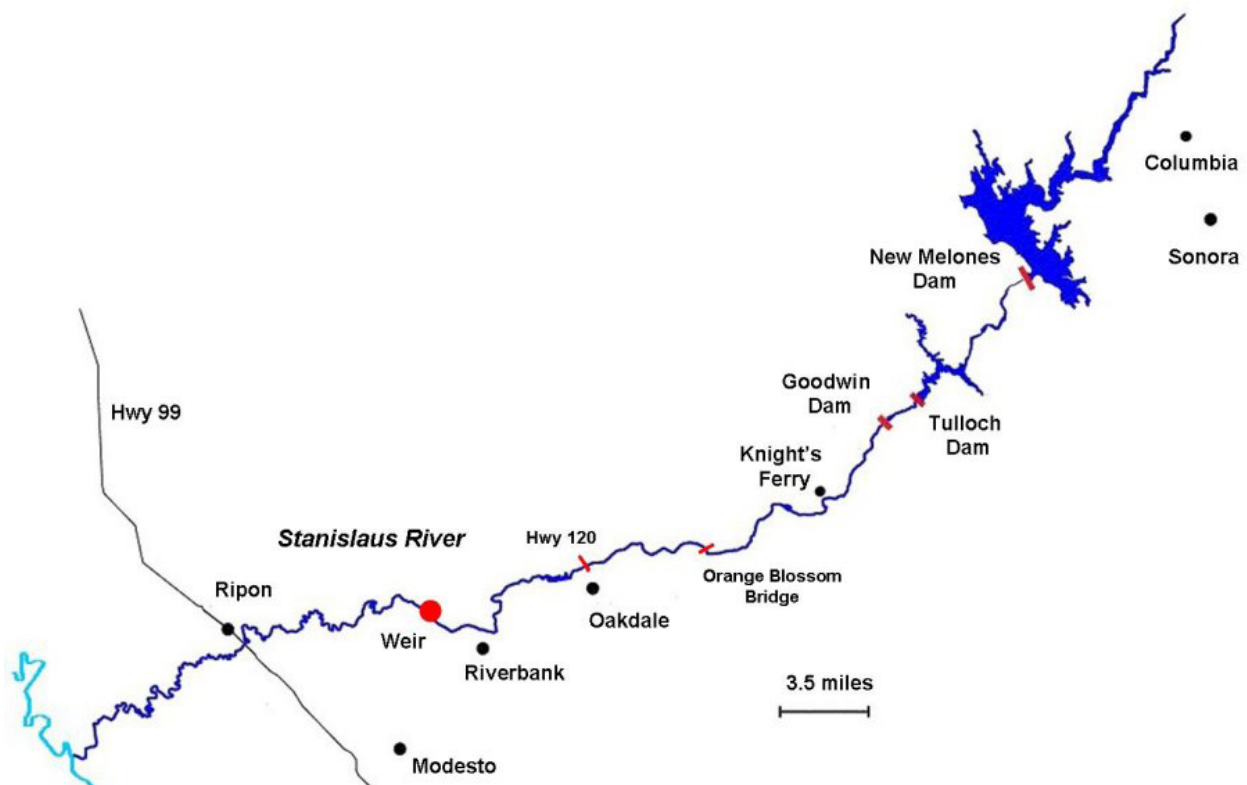 Columbia
Sonora
New Melones
Dam
Goodwin
Dam
Tulloch
Dam
Hwy 99
Knight's
Ferry
Stanislaus River
Hwy 120
Orange Blossom
Bridge
Ripon
Oakdale
Weir
Riverbank
3.5 miles
Modesto